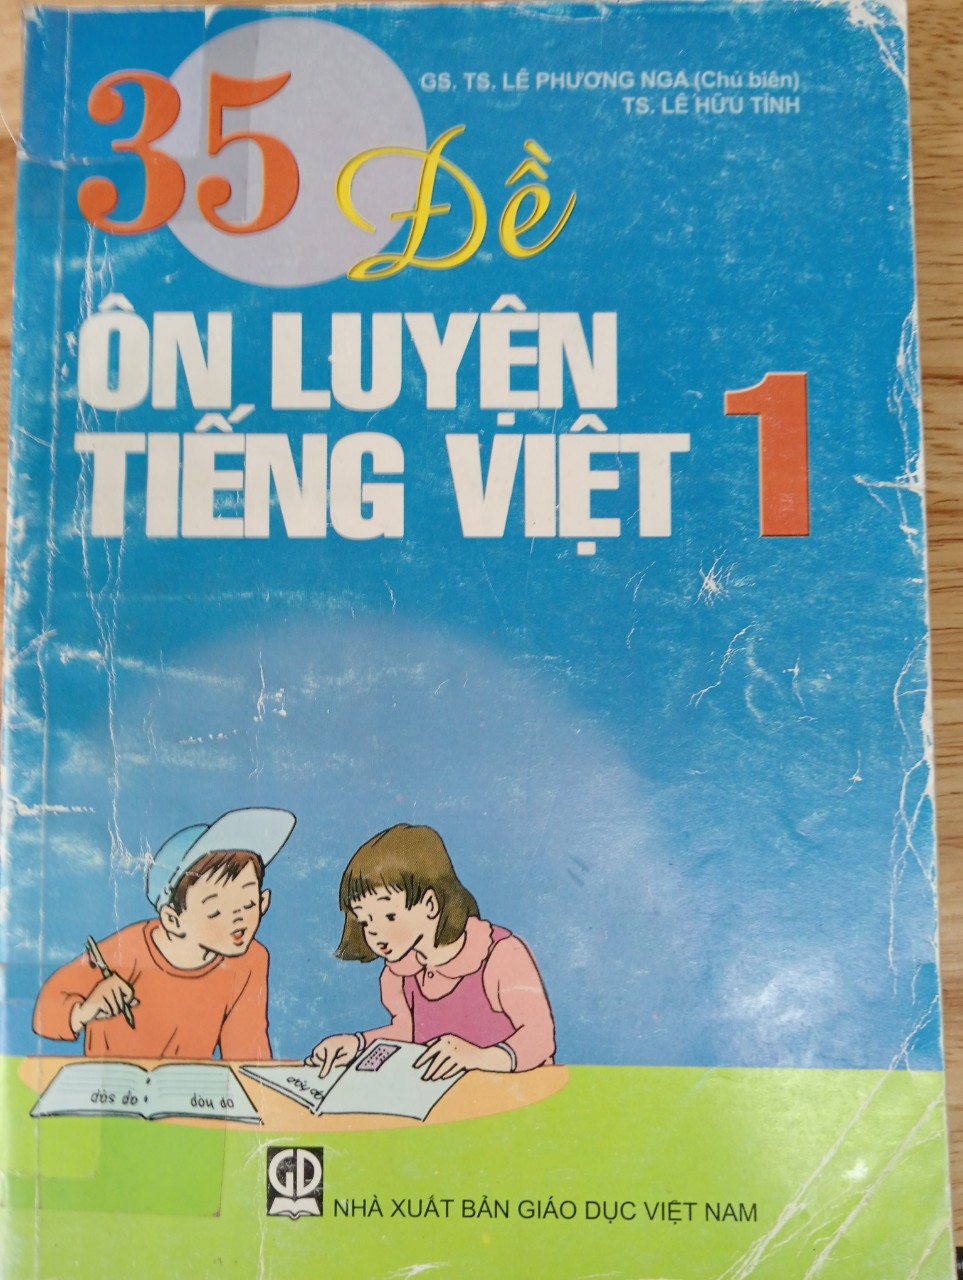 GS. TS. LÊ PHƯƠNG NGA (Chủ biên)
TS. LÊ HỮU TỈNH
35 Đề
ÔN LUYỆN
TIẾNG VIỆT 1
GD
NHÀ XUẤT BẢN GIÁO DỤC VIỆT NAM